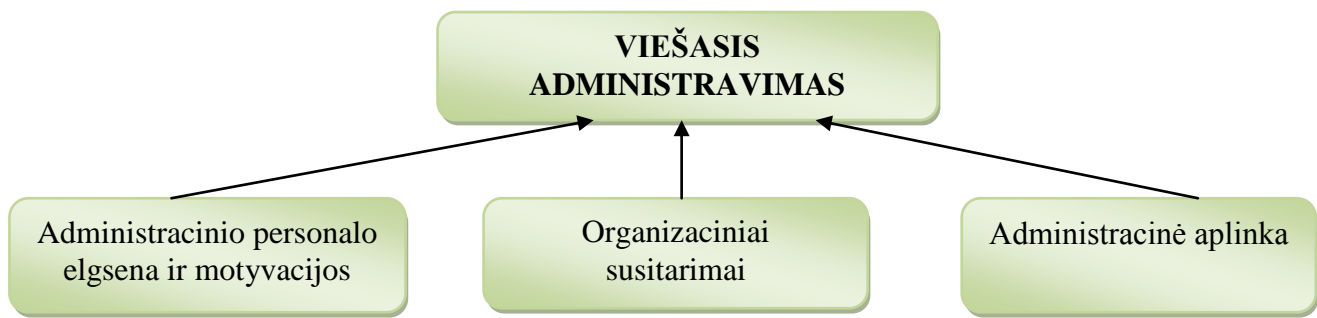 VIEŠASIS
ADMINISTRAVIMAS
Administracinio personalo
elgsena ir motyvacijos
Organizaciniai
susitarimai
Administracinė aplinka